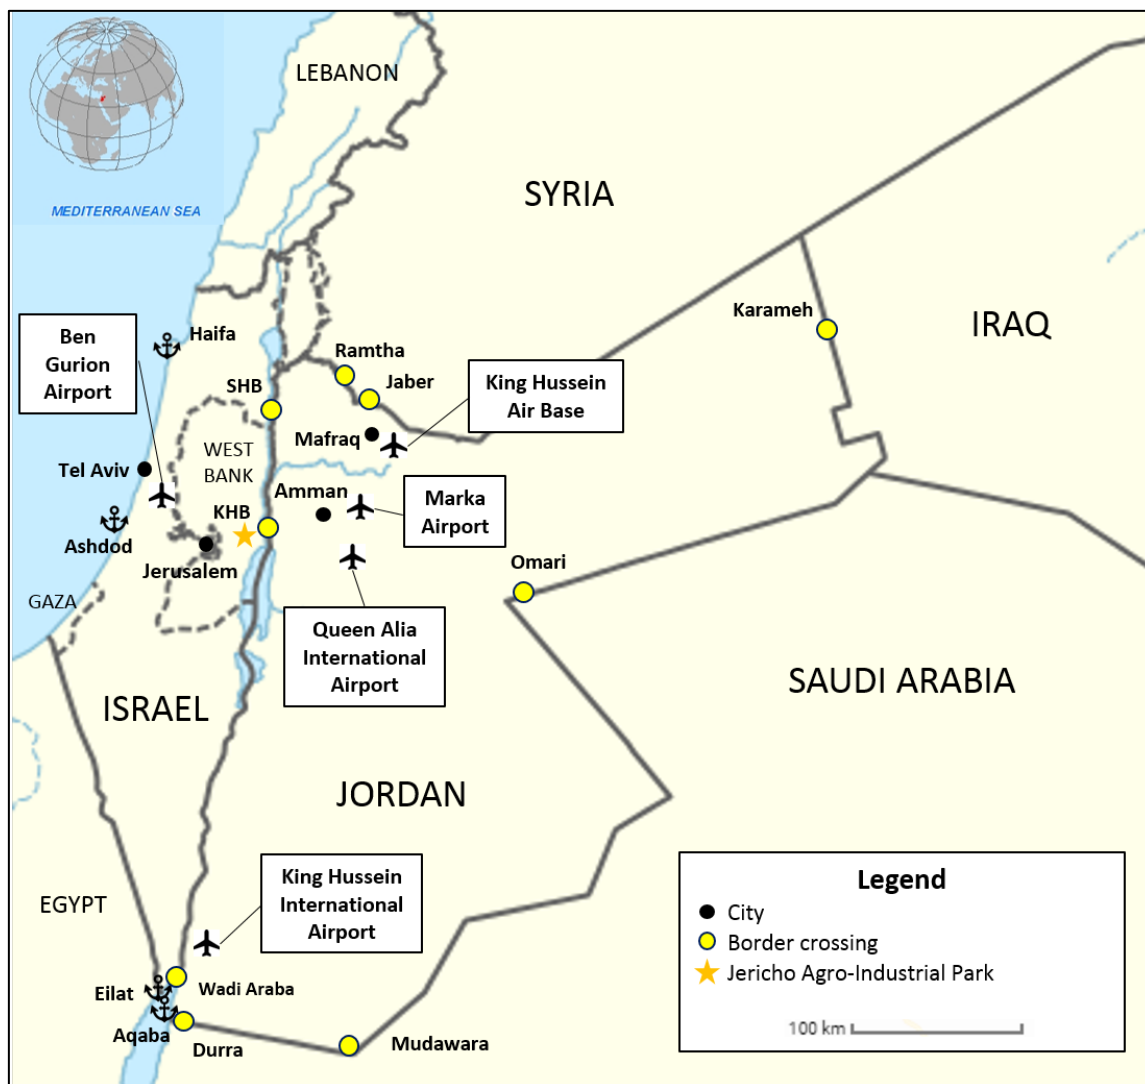 LEBANON
MEDITERRANEAN SEA
SYRIA
IRAQ
Karameh
Haifa
Ben
Gurion
Airport
Ramtha
Jaber
SHB
King Hussein
Air Base
Mafraq
WEST
BANK
Tel Aviv
Amman
Marka
Airport
KHB
Ashdod
Jerusalem
Omari
GAZA
Queen Alia
International
Airport
ISRAEL
SAUDI ARABIA
JORDAN
King Hussein
International
Airport
EGYPT
Eilat
Wadi Araba
Aqaba
Durra
Mudawara
Legend
City
Border crossing
Jericho Agro-Industrial Park
100 km